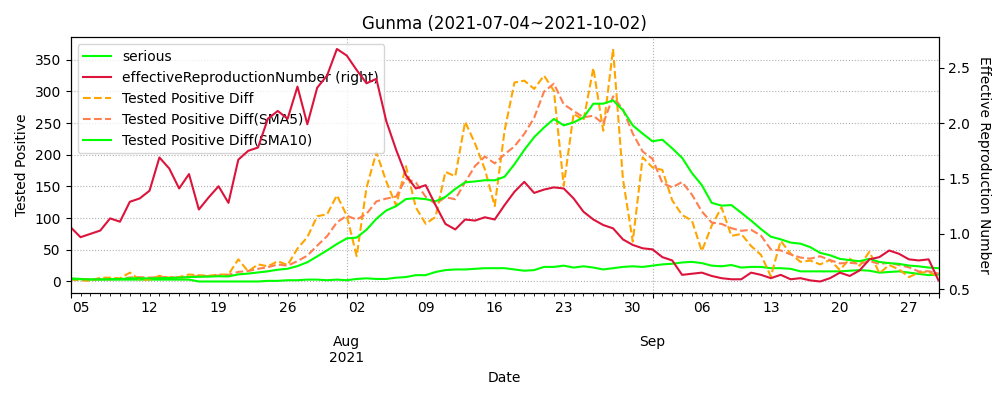 Gunma (2021-07-04~2021-10-02)
serious
effectiveReproductionNumber (right)
Tested Positive Diff
Tested Positive Diff(SMA5)
Tested Positive Diff(SMA10)
Tested Positive
350
300
250
200
150
100
50
0
2.5
2.0
1.5
1.0
0.5
Effective Reproduction Number
05 12 19 26 02 09 16 23 30 06 13 20 27
Aug Sep
2021
Date